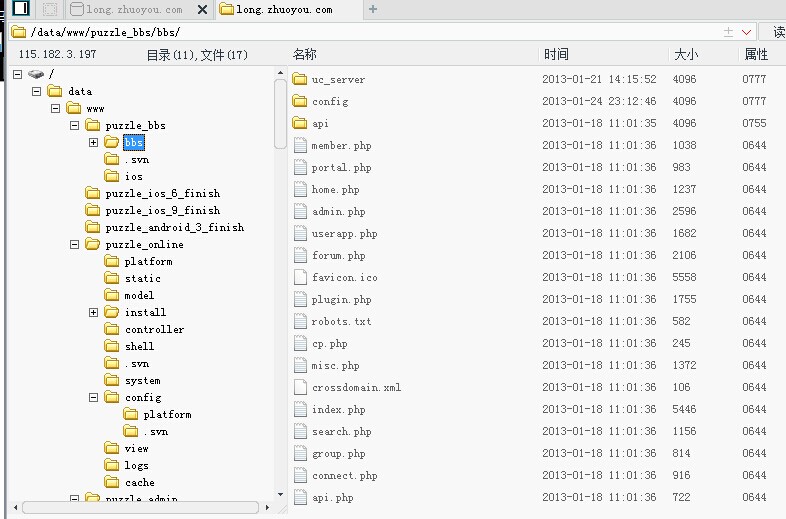 long.zhuoyou.com
long.zhuoyou.com
/data/www/puzzle_bbs/bbs/
读
115.182.3.197 目录(11),文件(17)
名称 时间 大小 属性
/
data
www
puzzle_bbs
bbs
.svn
ios
puzzle_ios_6_finish
puzzle_ios_9_finish
puzzle_android_3_finish
puzzle_online
platform
static
model
install
controller
shell
.svn
system
config
platform
.svn
view
logs
cache
puzzle_admin
uc_server 2013-01-21 14:15:52 4096 0777
config 2013-01-24 23:12:46 4096 0777
api 2013-01-18 11:01:35 4096 0755
member.php 2013-01-18 11:01:36 1038 0644
portal.php 2013-01-18 11:01:36 983 0644
home.php 2013-01-18 11:01:36 1237 0644
admin.php 2013-01-18 11:01:36 2596 0644
userapp.php 2013-01-18 11:01:36 1682 0644
forum.php 2013-01-18 11:01:36 2106 0644
favicon.ico 2013-01-18 11:01:36 5558 0644
plugin.php 2013-01-18 11:01:36 1755 0644
robots.txt 2013-01-18 11:01:36 582 0644
cp.php 2013-01-18 11:01:36 245 0644
misc.php 2013-01-18 11:01:36 1372 0644
crossdomain.xml 2013-01-18 11:01:36 106 0644
index.php 2013-01-18 11:01:36 5446 0644
search.php 2013-01-18 11:01:36 1156 0644
group.php 2013-01-18 11:01:36 814 0644
connect.php 2013-01-18 11:01:36 916 0644
api.php 2013-01-18 11:01:36 722 0644